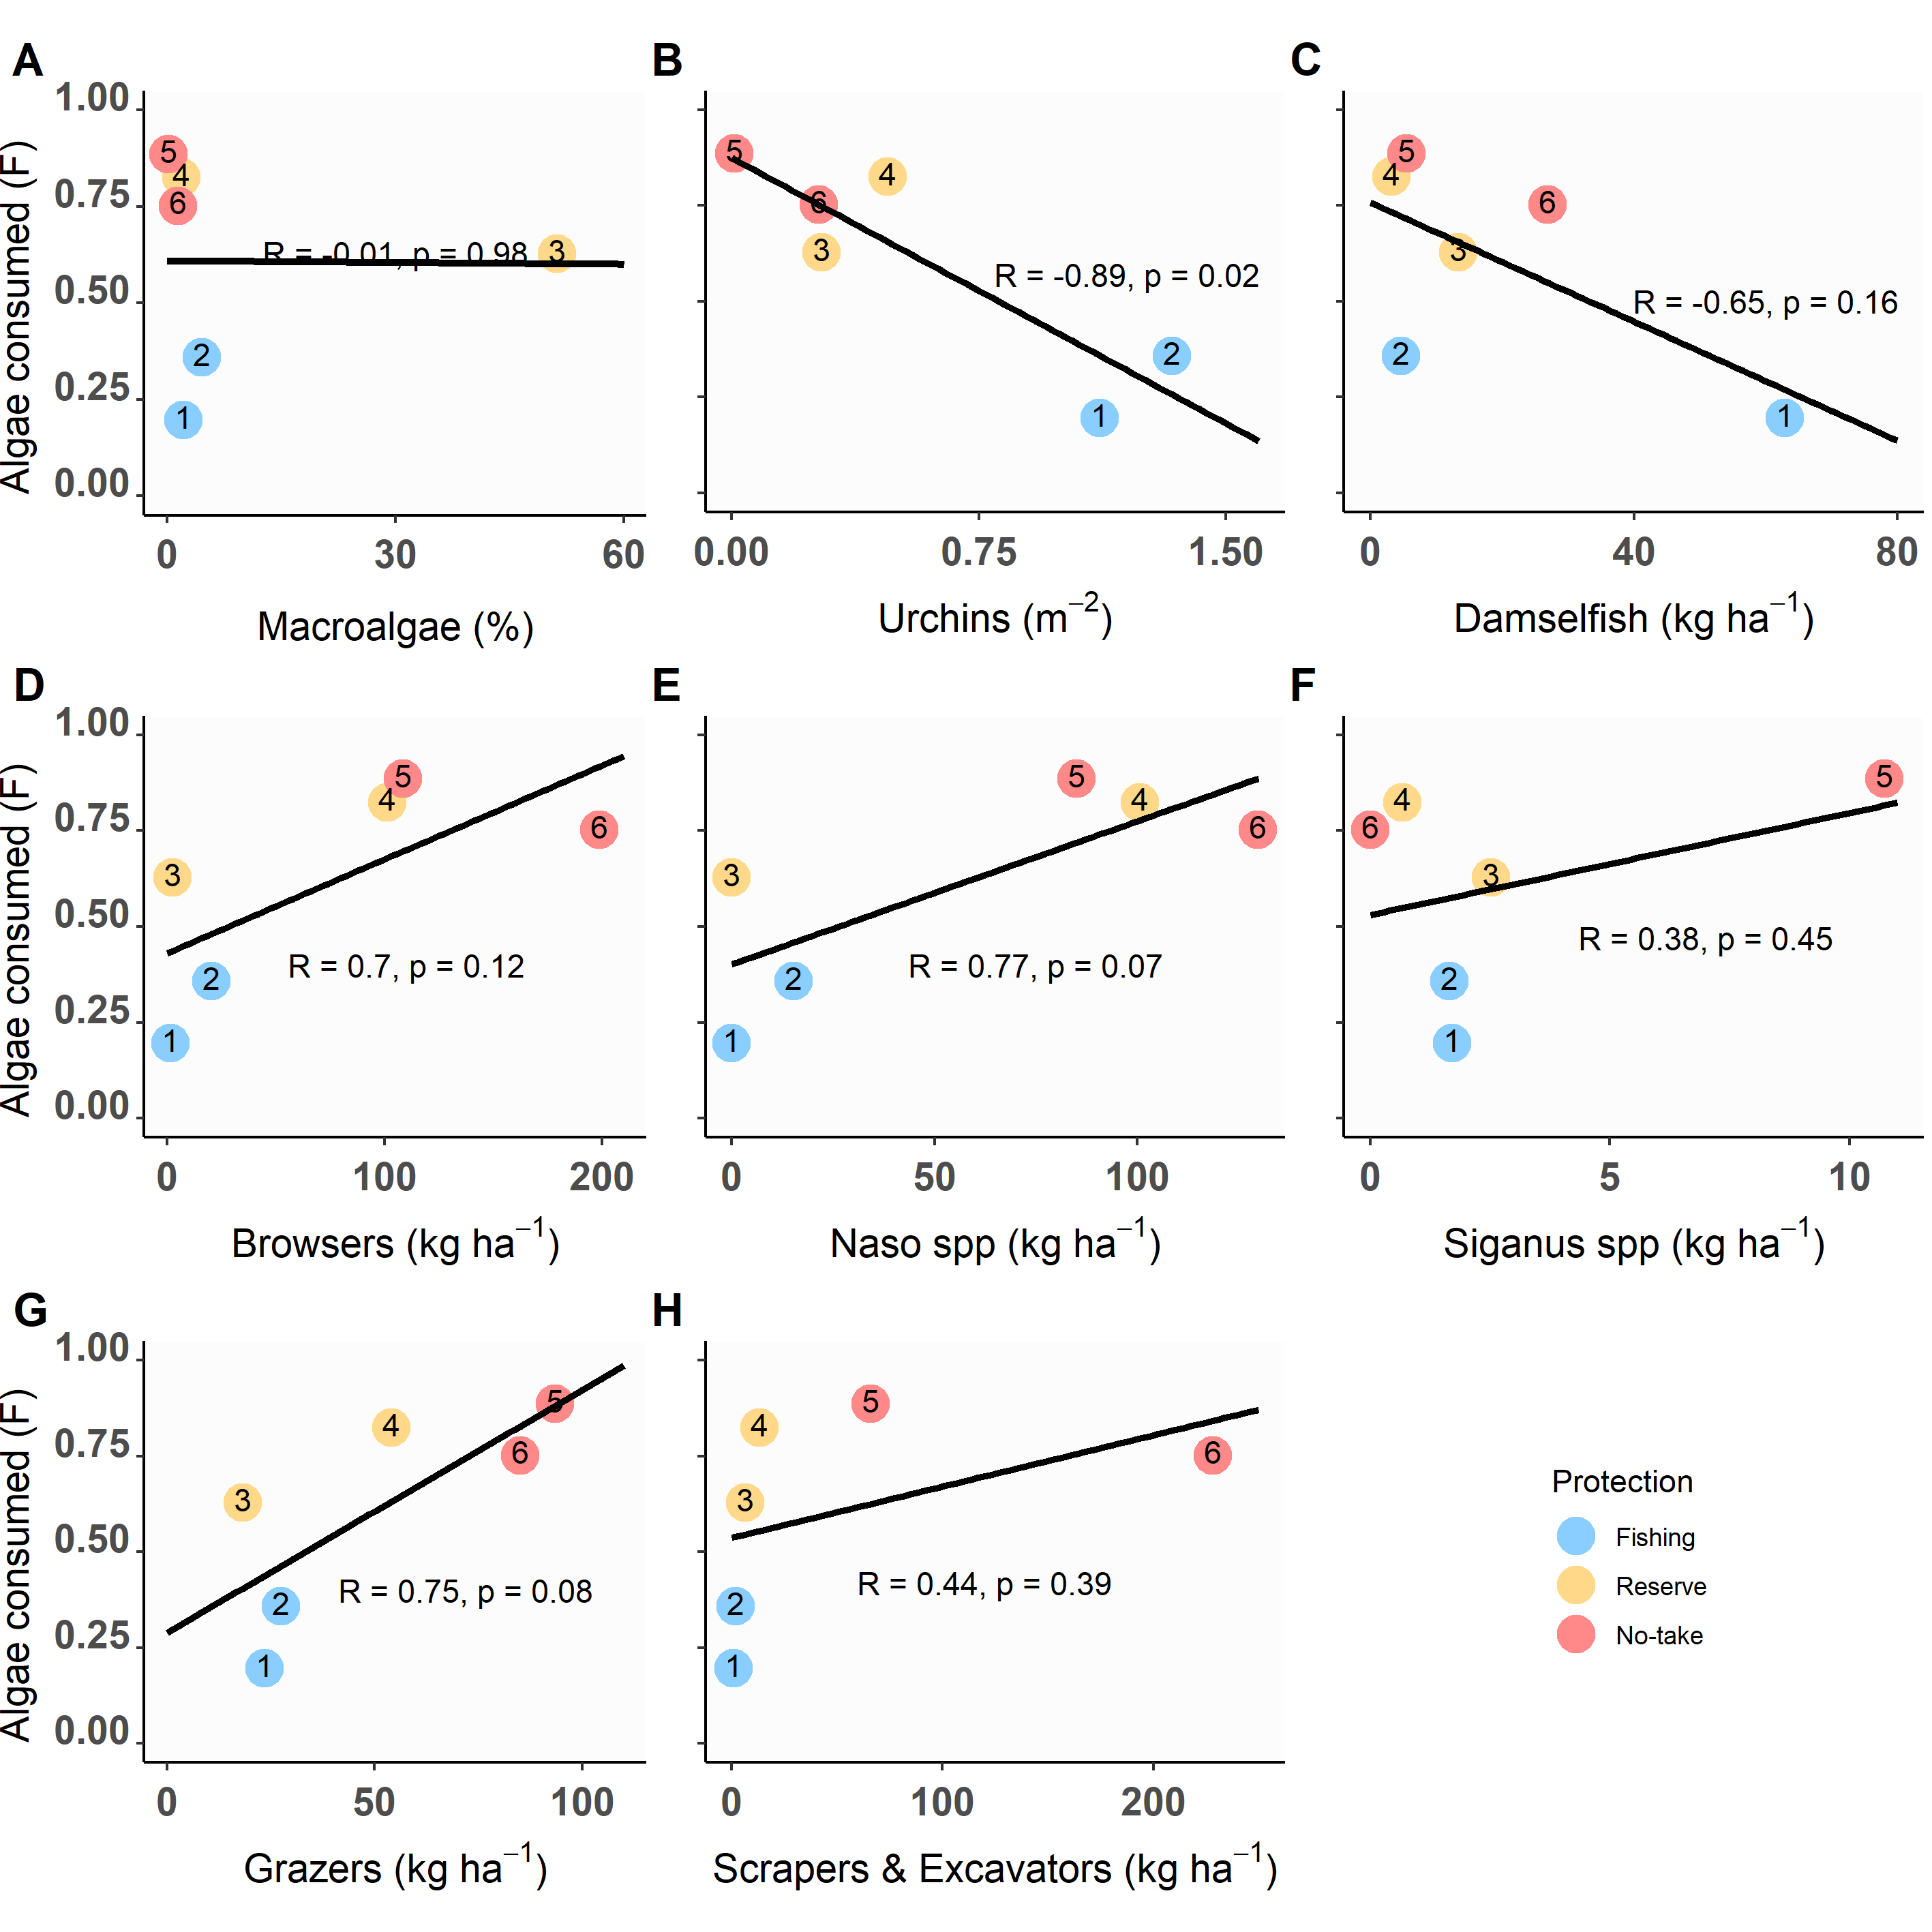 A
B
C
Algae consumed (F)
1.00
0.75
0.50
0.25
0.00
5
4
6
3
2
1
R = -0.01, p = 0.98
0
30
60
Macroalgae (%)
5
6
4
3
2
1
R = -0.89, p = 0.02
0.00
0.75
1.50
Urchins (m⁻²)
5
4
6
3
2
1
R = -0.65, p = 0.16
0
40
80
Damselfish (kg ha⁻¹)
D
E
F
Algae consumed (F)
1.00
0.75
0.50
0.25
0.00
5
4
6
3
2
1
R = 0.7, p = 0.12
0
100
200
Browsers (kg ha⁻¹)
5
4
6
3
2
1
R = 0.77, p = 0.07
0
50
100
Naso spp (kg ha⁻¹)
5
4
6
3
2
1
R = 0.38, p = 0.45
0
5
10
Siganus spp (kg ha⁻¹)
G
H
Algae consumed (F)
1.00
0.75
0.50
0.25
0.00
5
4
6
3
2
1
R = 0.75, p = 0.08
0
50
100
Grazers (kg ha⁻¹)
5
4
6
3
2
1
R = 0.44, p = 0.39
0
100
200
Scrapers & Excavators (kg ha⁻¹)
Protection
Fishing
Reserve
No-take